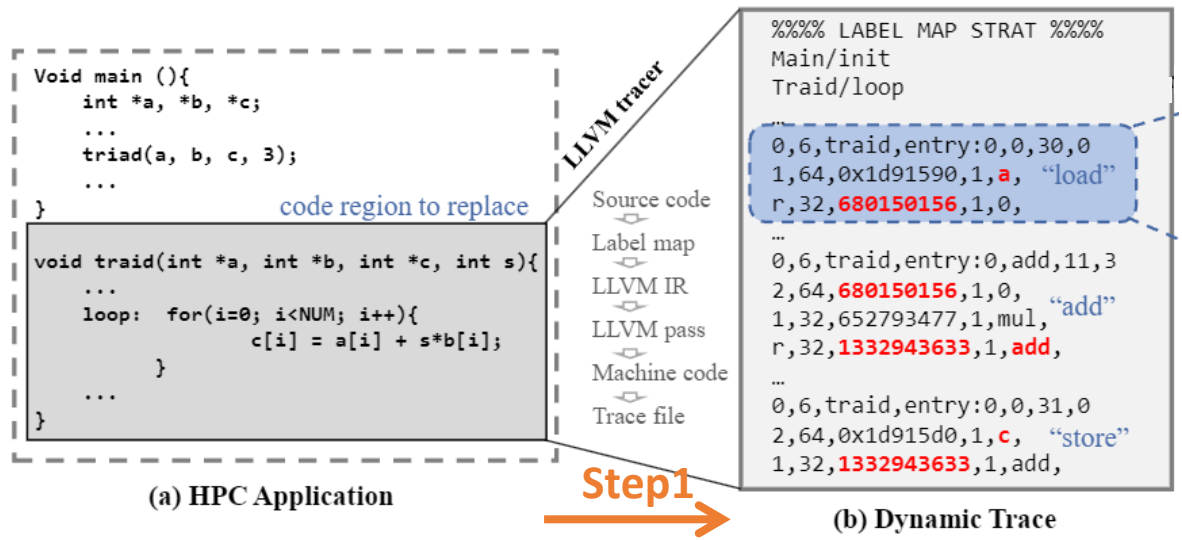 Void main (){
int *a, *b, *c;
...
triad(a, b, c, 3);
...
}
code region to replace
void traid(int *a, int *b, int *c, int s){
...
loop:  for(i=0; i<NUM; i++){
c[i] = a[i] + s*b[i];
}
...
}
(a) HPC Application
LLVM tracer
Source code
Label map
LLVM IR
LLVM pass
Machine code
Trace file
Step1
%%%% LABEL MAP STRAT %%%%
Main/init
Traid/loop
…
0,6,traid,entry:0,0,30,0
1,64,0x1d91590,1,a, “load”
r,32,680150156,1,0,
…
0,6,traid,entry:0,add,11,3
2,64,680150156,1,0,
“add”
1,32,652793477,1,mul,
r,32,1332943633,1,add,
…
0,6,traid,entry:0,0,31,0
2,64,0x1d915d0,1,c, “store”
1,32,1332943633,1,add,
(b) Dynamic Trace